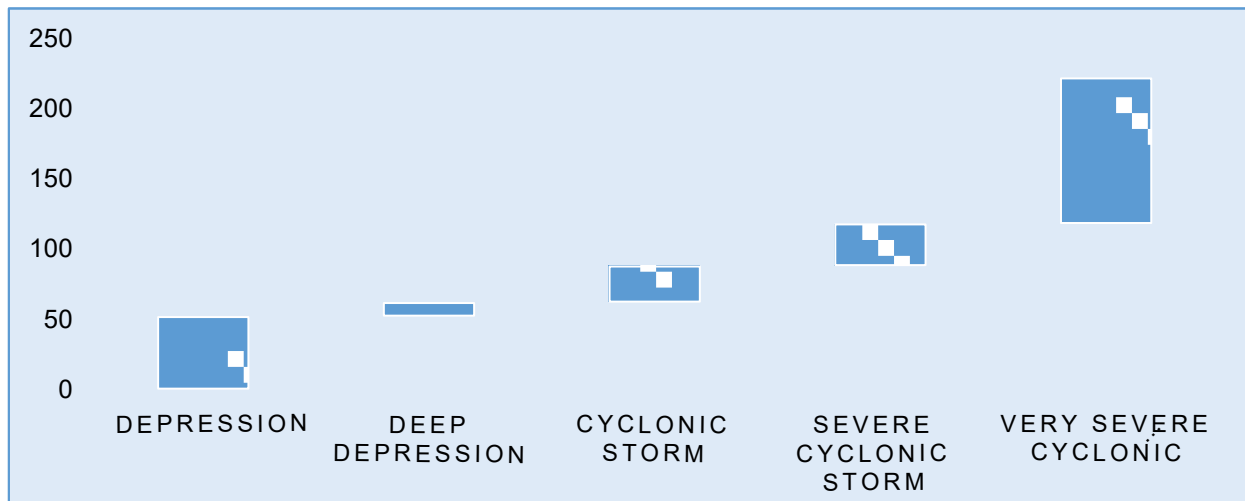 250
200
150
100
50
0
DEPRESSION
DEEP
DEPRESSION
CYCLONIC
STORM
SEVERE
CYCLONIC
STORM
VERY SEVERE
CYCLONIC